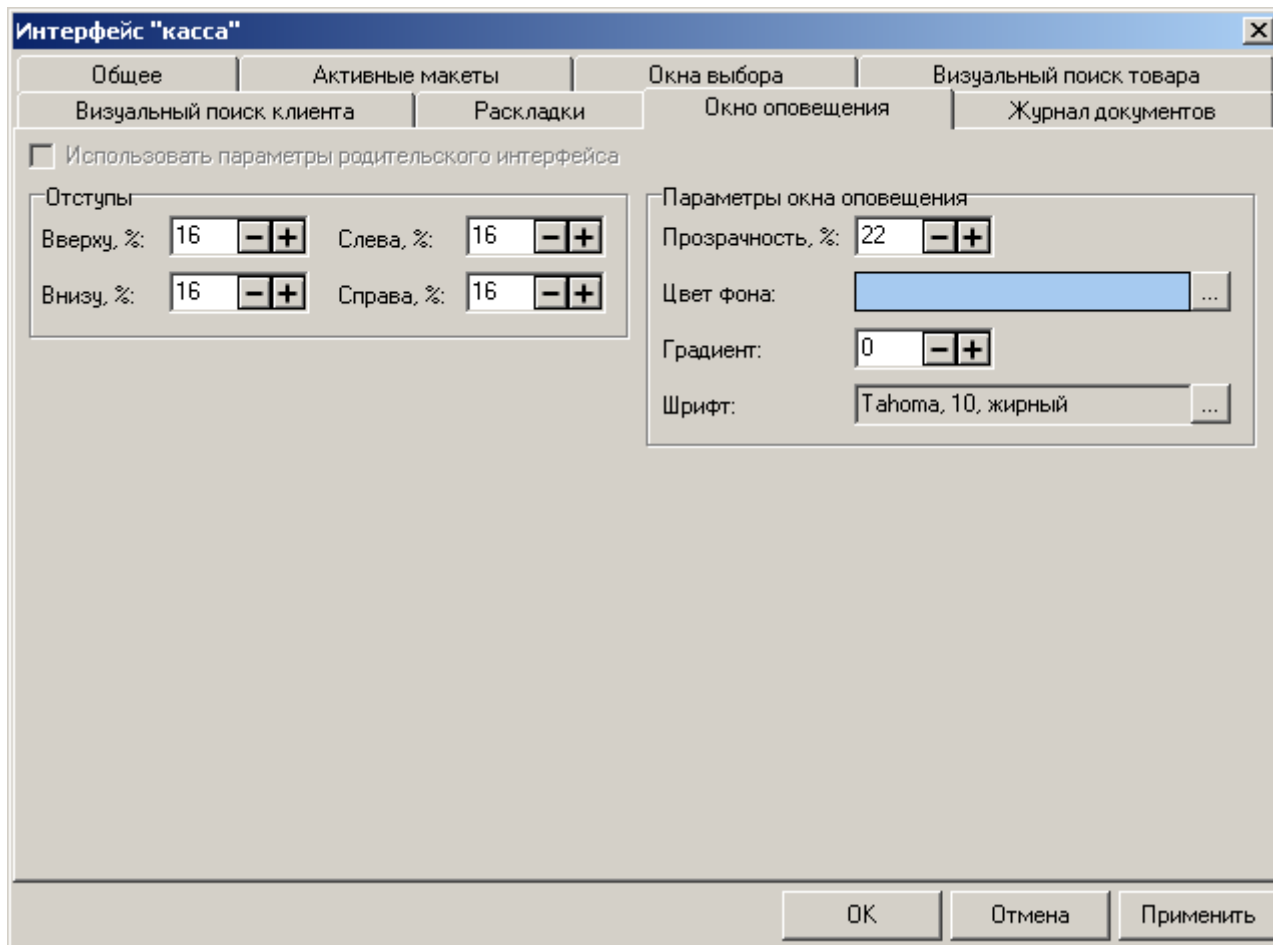 Интерфейс "касса"
Общее Активные макеты Окна выбора Визуальный поиск товара
Визуальный поиск клиента Раскладки Окно оповещения Журнал документов
Использовать параметры родительского интерфейса
Отступы
Вверху, %: 16 Слева, %: 16
Внизу, %: 16 Справа, %: 16
Параметры окна оповещения
Прозрачность, %: 22
Цвет фона: ...
Градиент: 0
Шрифт: Tahoma, 10, жирный ...
OK Отмена Применить